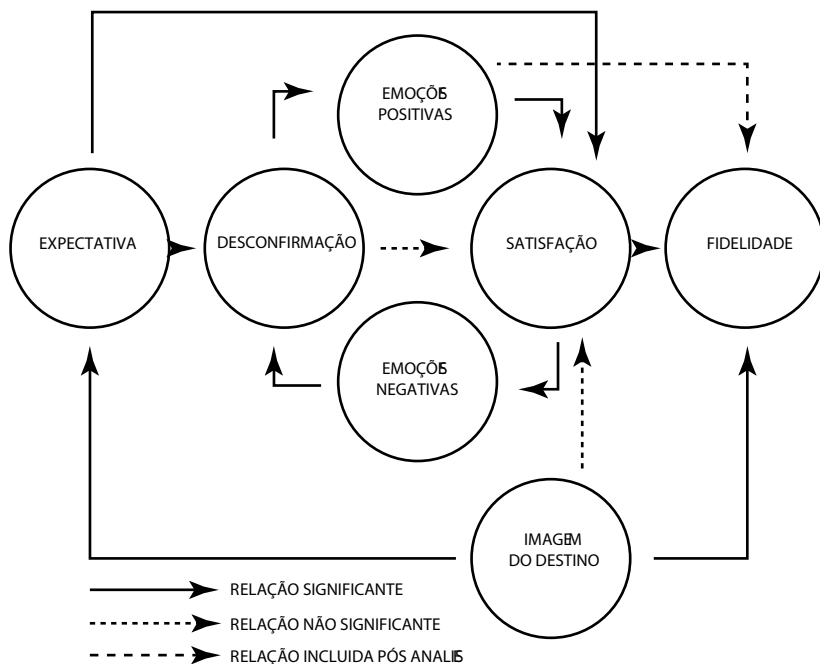 EMOÇÕES
POSITIVAS
EXPECTATIVA
DESCONFIRMAÇÃO
SATISFAÇÃO
FIDELIDADE
EMOÇÕES
NEGATIVAS
IMAGEM
DO DESTINO
RELAÇÃO SIGNIFICANTE
RELAÇÃO NÃO SIGNIFICANTE
RELAÇÃO INCLUIDA PÓS ANALIES